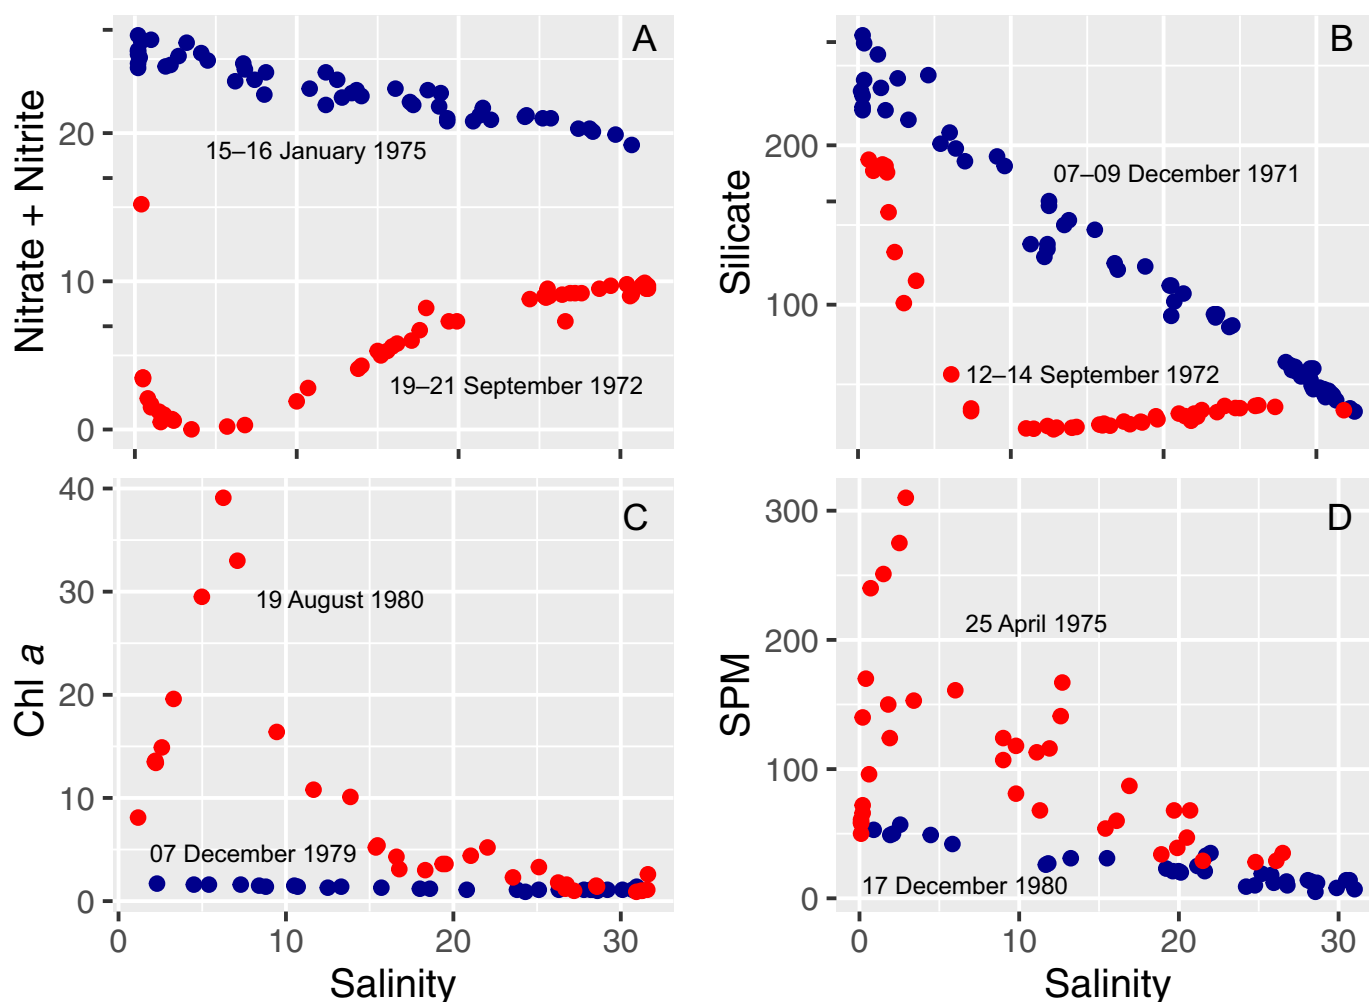 A
Nitrate + Nitrite
20
10
0
15–16 January 1975
19–21 September 1972
B
Silicate
200
100
07–09 December 1971
12–14 September 1972
C
Chl a
40
30
20
10
0
19 August 1980
07 December 1979
0 10 20 30
Salinity
D
SPM
300
200
100
0
25 April 1975
17 December 1980
0 10 20 30
Salinity